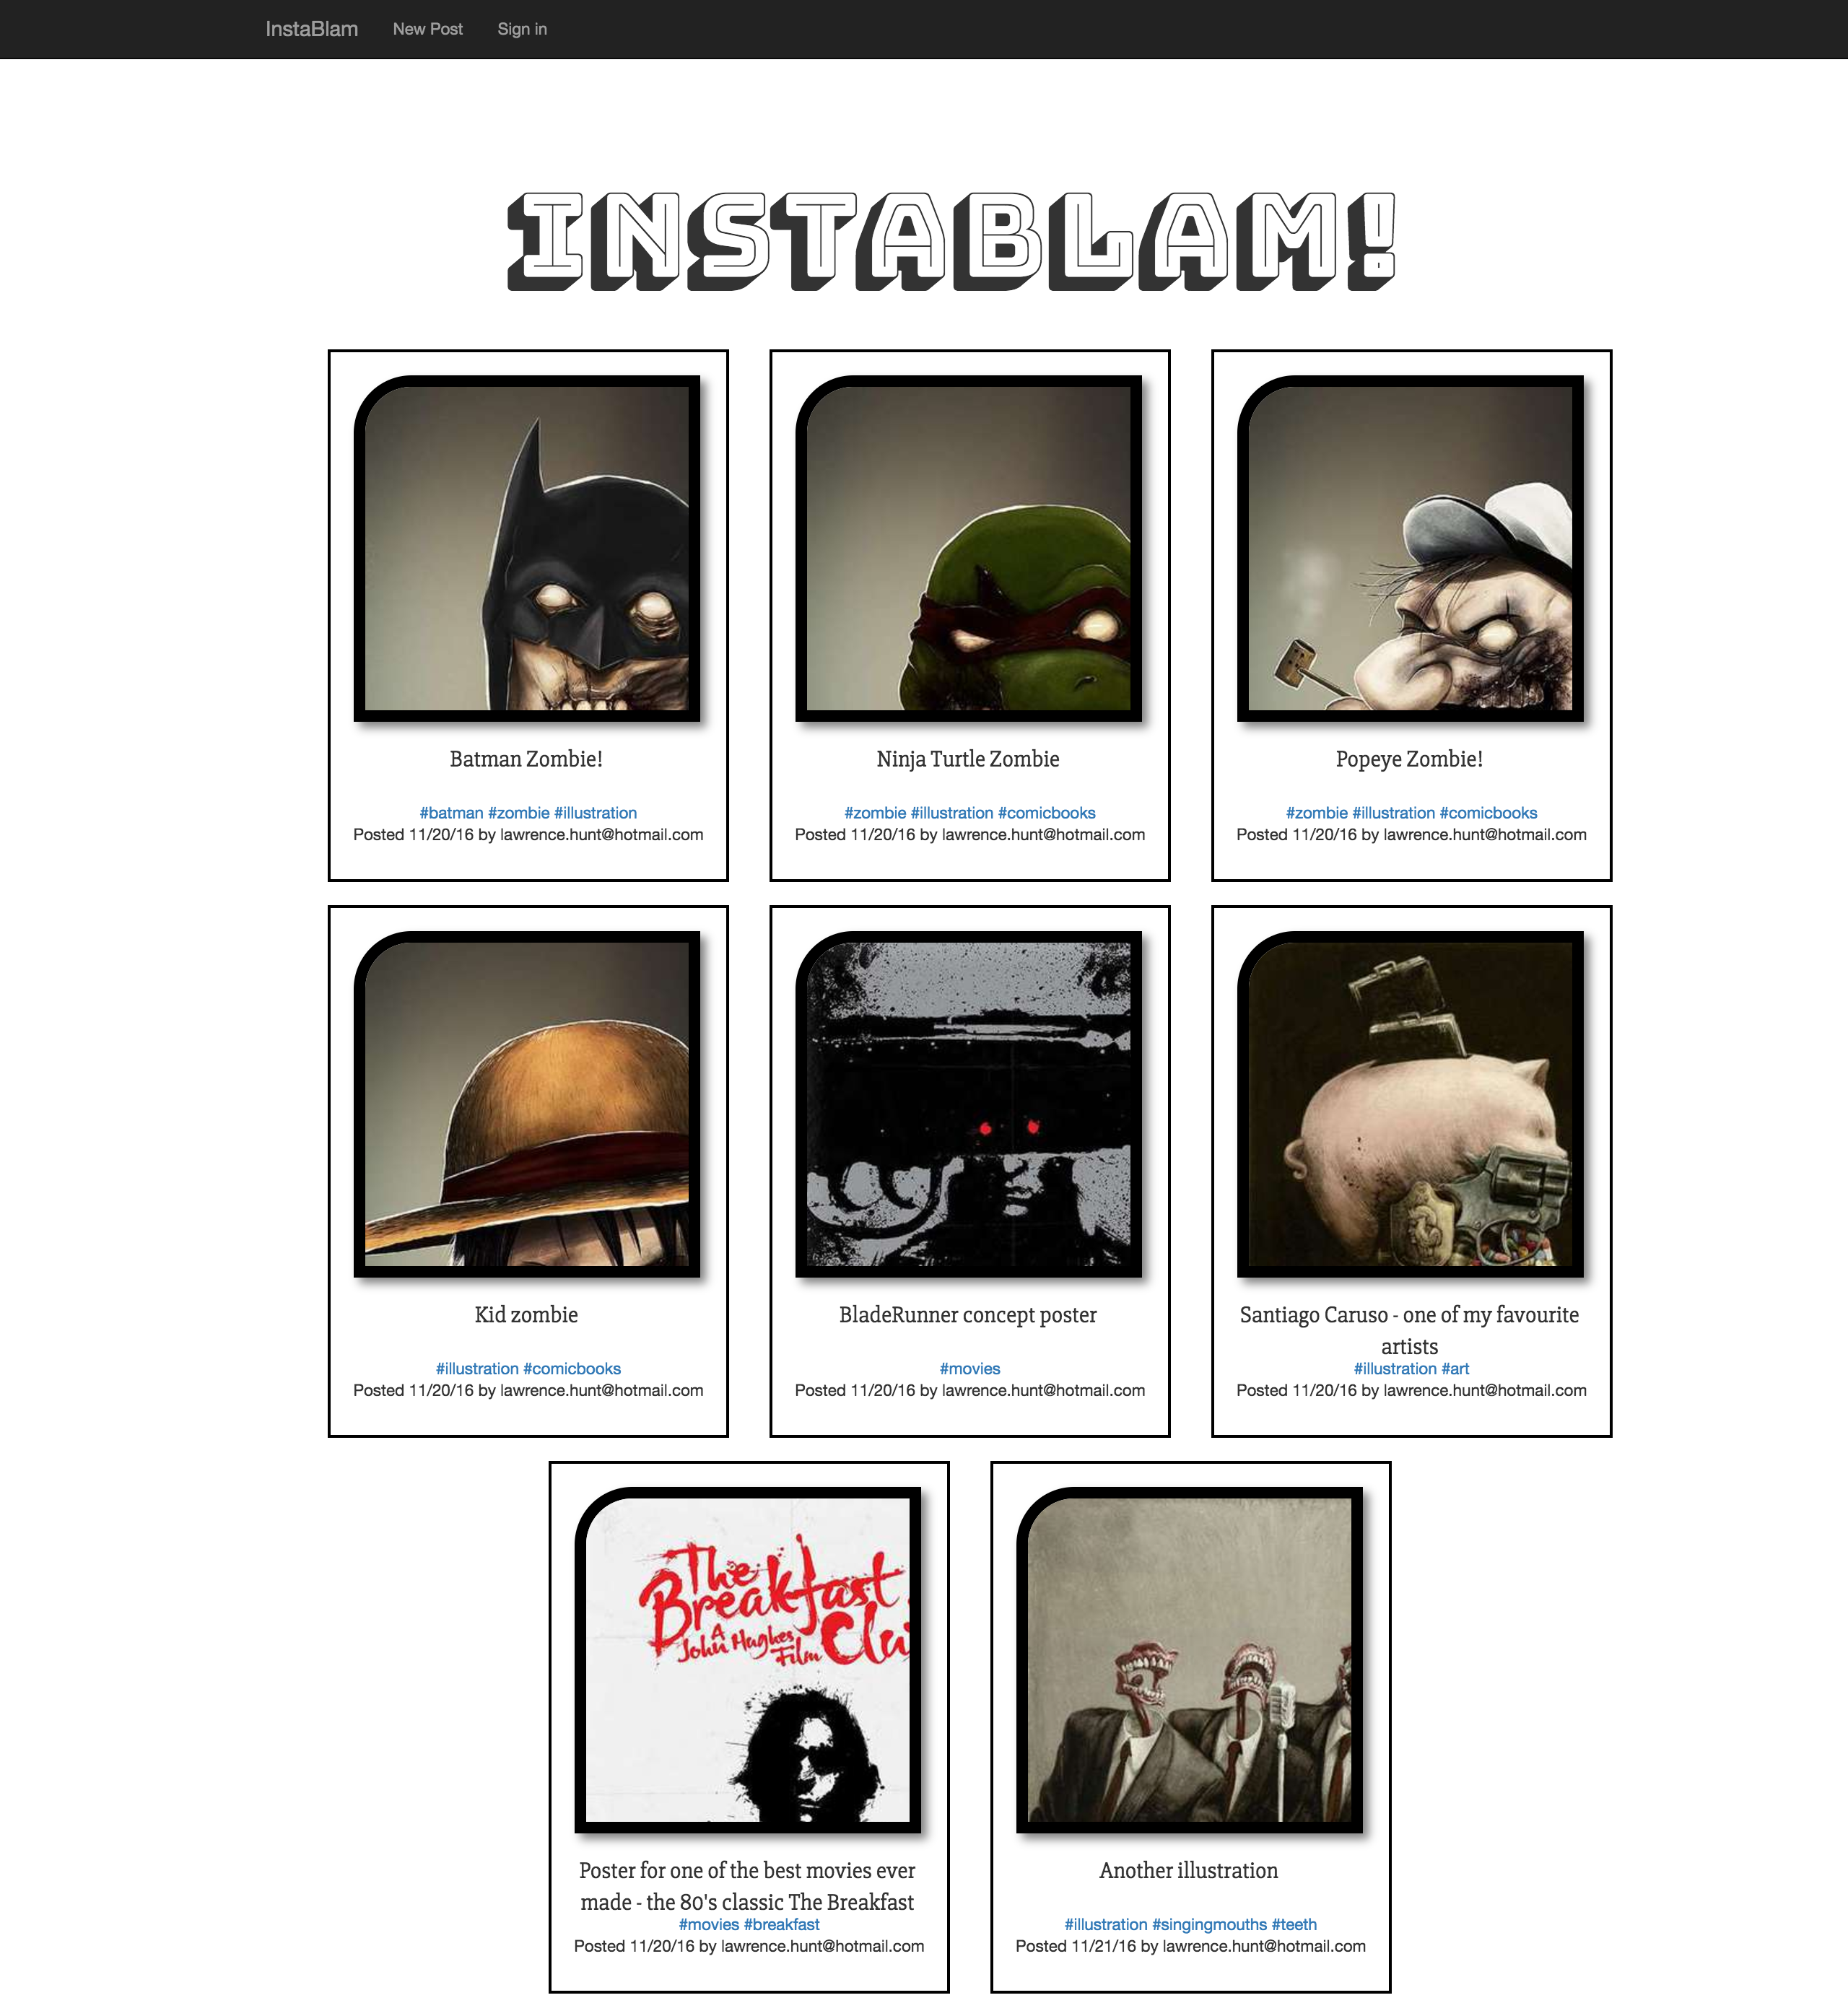 InstaBlam New Post Sign in
INSTABLAM!
Batman Zombie!
#batman #zombie #illustration
Posted 11/20/16 by lawrence.hunt@hotmail.com
Ninja Turtle Zombie
#zombie #illustration #comicbooks
Posted 11/20/16 by lawrence.hunt@hotmail.com
Popeye Zombie!
#zombie #illustration #comicbooks
Posted 11/20/16 by lawrence.hunt@hotmail.com
Kid zombie
#illustration #comicbooks
Posted 11/20/16 by lawrence.hunt@hotmail.com
BladeRunner concept poster
#movies
Posted 11/20/16 by lawrence.hunt@hotmail.com
Santiago Caruso - one of my favourite
artists
#illustration #art
Posted 11/20/16 by lawrence.hunt@hotmail.com
The
Breakfast
A
John Hughes
Film
Clu
Poster for one of the best movies ever
made - the 80's classic The Breakfast
#movies #breakfast
Posted 11/20/16 by lawrence.hunt@hotmail.com
Another illustration
#illustration #singingmouths #teeth
Posted 11/21/16 by lawrence.hunt@hotmail.com